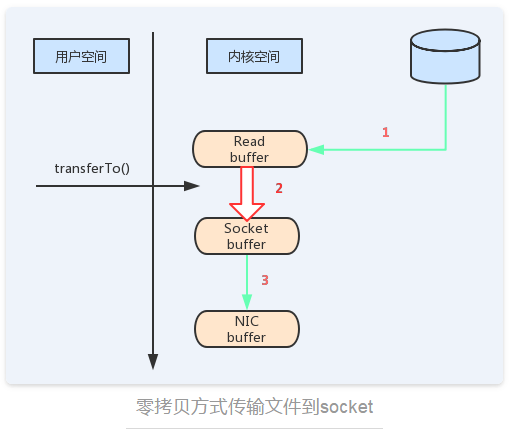 用户空间
内核空间
1
Read
buffer
transferTo()
2
Socket
buffer
3
NIC
buffer
零拷贝方式传输文件到socket